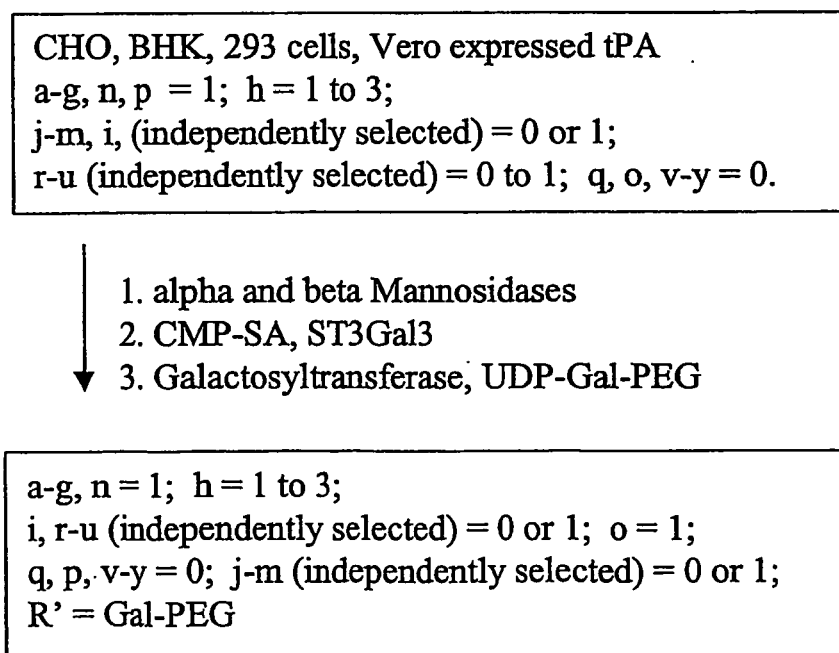 CHO, BHK, 293 cells, Vero expressed tPA
a-g, n, p = 1; h = 1 to 3;
j-m, i, (independently selected) = 0 or 1;
r-u (independently selected) = 0 to 1; q, o, v-y = 0.
1. alpha and beta Mannosidases
2. CMP-SA, ST3Gal3
3. Galactosyltransferase, UDP-Gal-PEG
a-g, n = 1; h = 1 to 3;
i, r-u (independently selected) = 0 or 1; o = 1;
q, p, v-y = 0; j-m (independently selected) = 0 or 1;
R’ = Gal-PEG